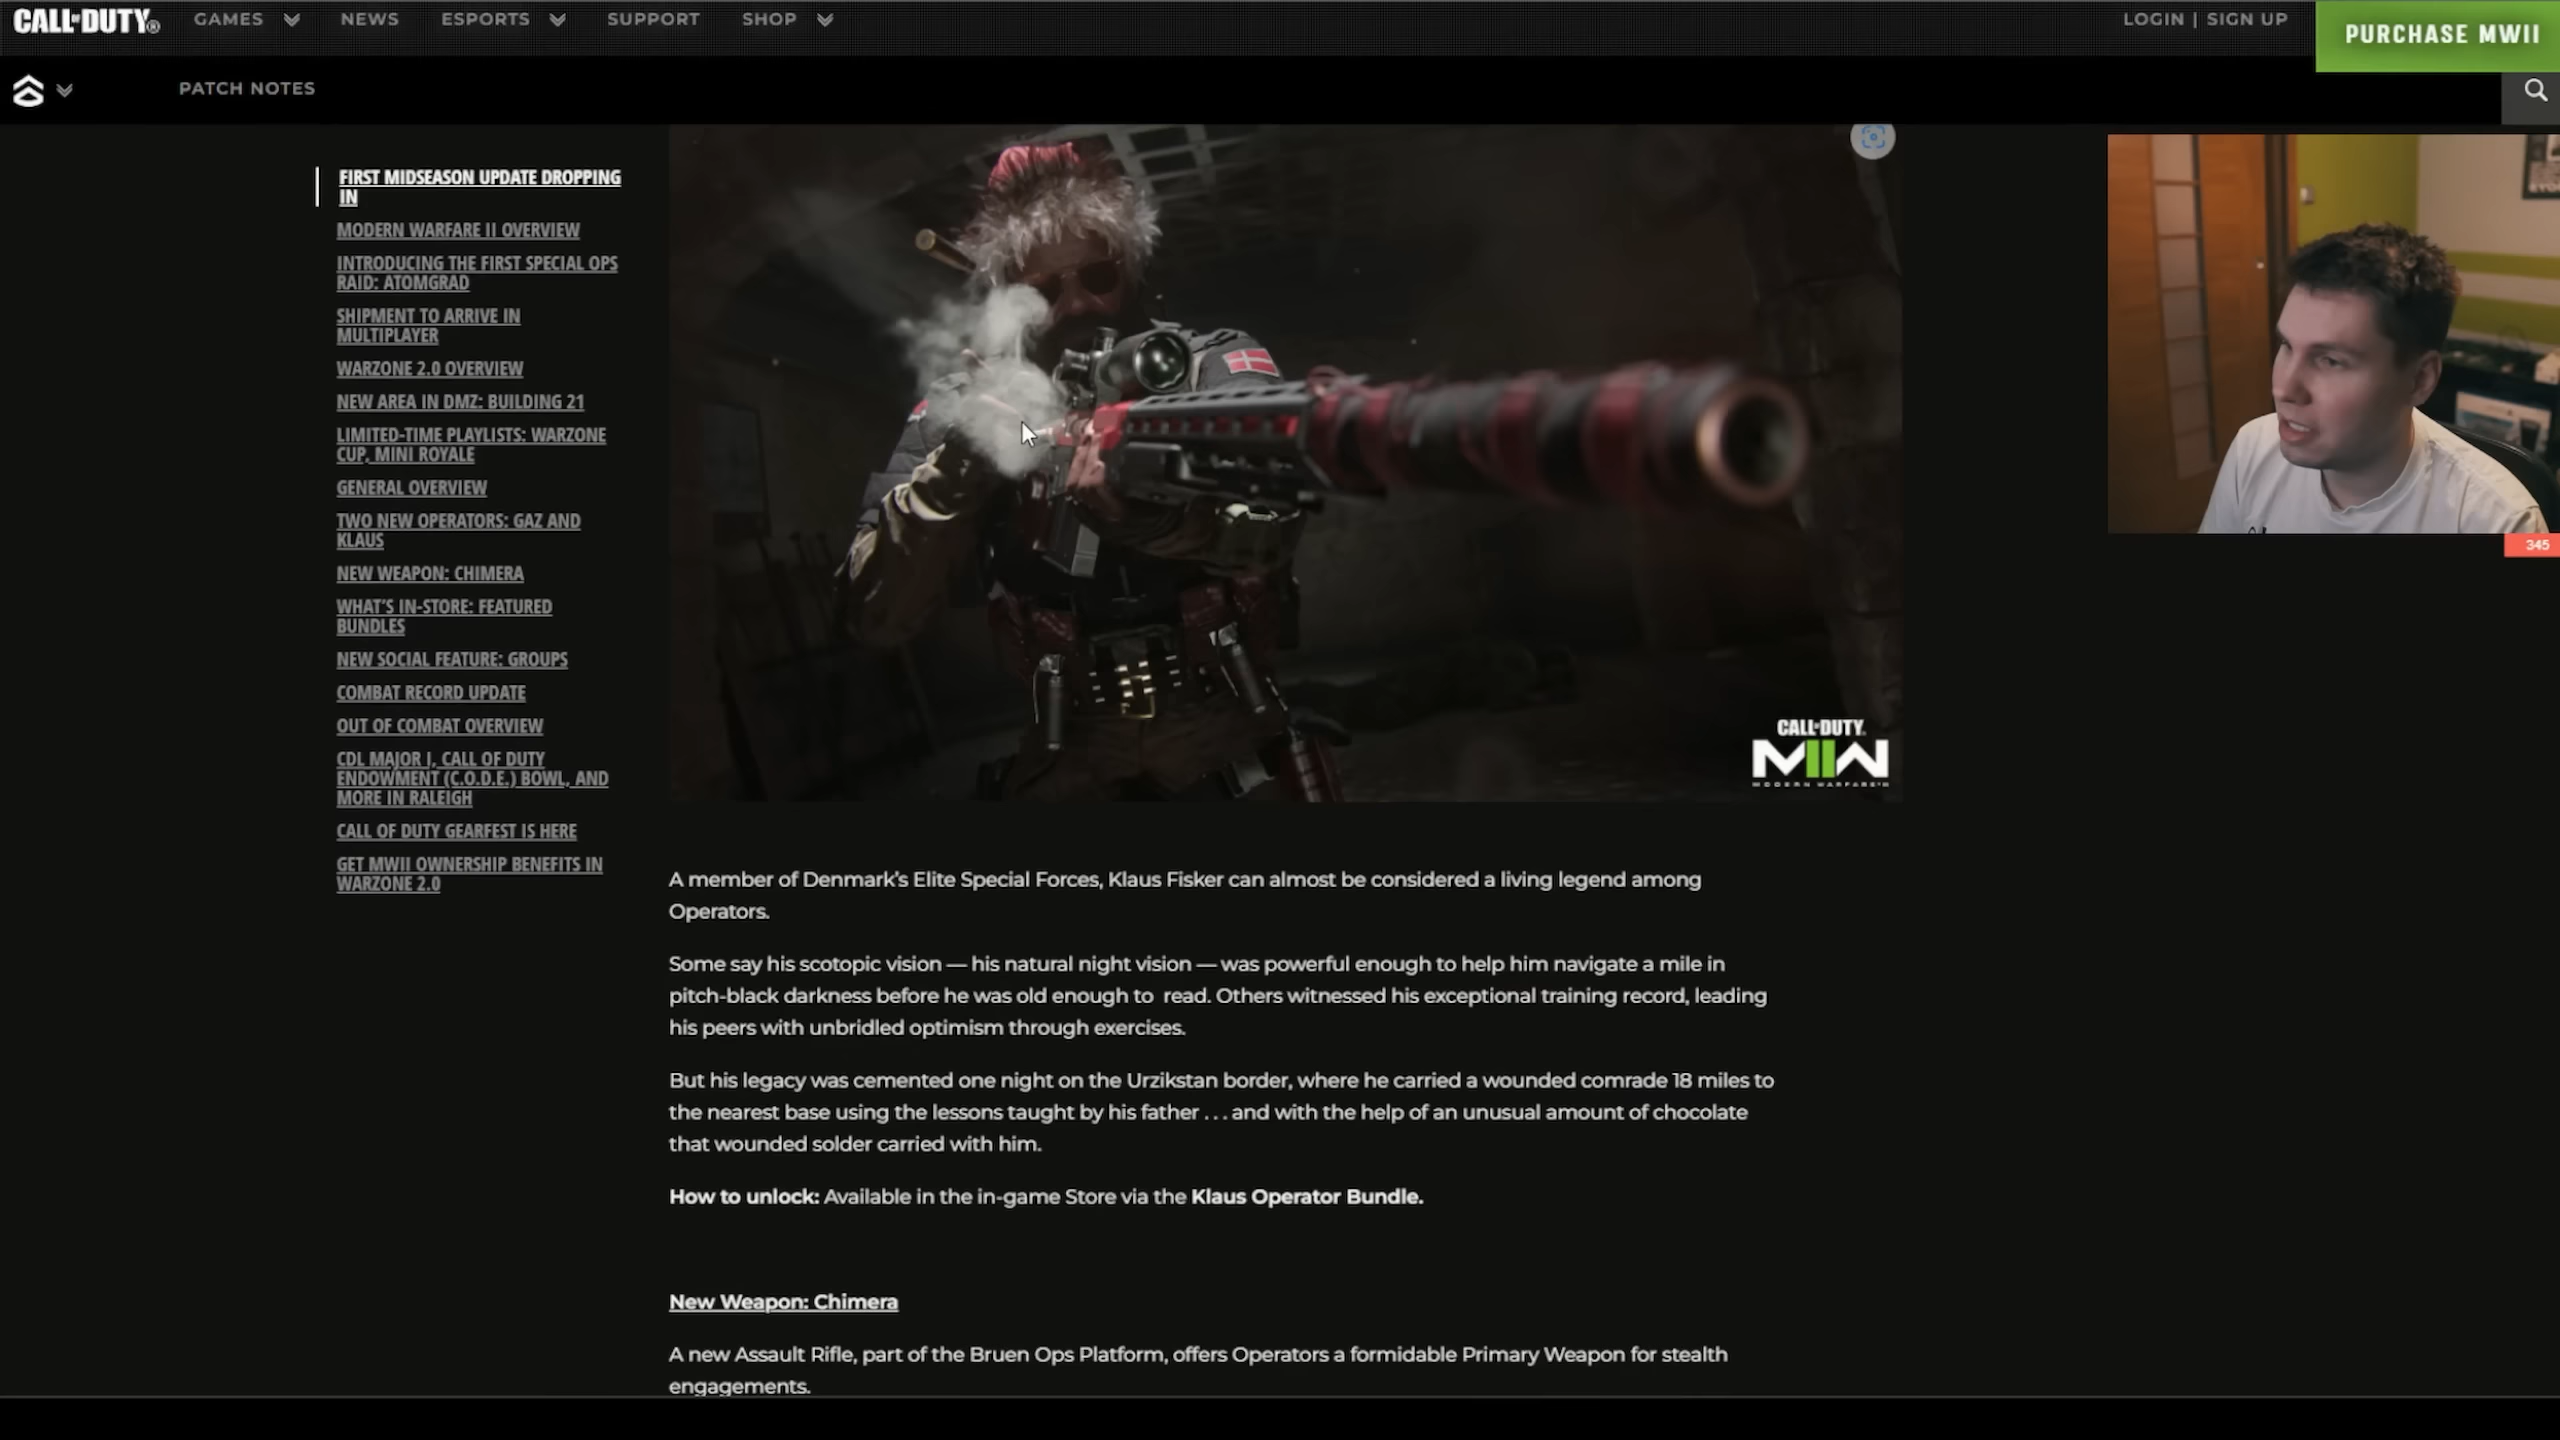 CALL OF DUTY®
GAMES
NEWS
ESPORTS
SUPPORT
SHOP
LOGIN | SIGN UP
PURCHASE MWII
PATCH NOTES
FIRST MIDSEASON UPDATE DROPPING
IN
MODERN WARFARE II OVERVIEW
INTRODUCING THE FIRST SPECIAL OPS
RAID: ATOMGRAD
SHIPMENT TO ARRIVE IN
MULTIPLAYER
WARZONE 2.0 OVERVIEW
NEW AREA IN DMZ: BUILDING 21
LIMITED-TIME PLAYLISTS: WARZONE
CUP, MINI ROYALE
GENERAL OVERVIEW
TWO NEW OPERATORS: GAZ AND
KLAUS
NEW WEAPON: CHIMERA
WHAT'S IN-STORE: FEATURED
BUNDLES
NEW SOCIAL FEATURE: GROUPS
COMBAT RECORD UPDATE
OUT OF COMBAT OVERVIEW
CDL MAJOR I, CALL OF DUTY
ENDOWMENT (C.O.D.E.) BOWL, AND
MORE IN RALEIGH
CALL OF DUTY GEARFEST IS HERE
GET MWII OWNERSHIP BENEFITS IN
WARZONE 2.0
CALL OF DUTY
MWII
MODERN WARFARE II
345
A member of Denmark's Elite Special Forces, Klaus Fisker can almost be considered a living legend among
Operators.
Some say his scotopic vision — his natural night vision — was powerful enough to help him navigate a mile in
pitch-black darkness before he was old enough to  read. Others witnessed his exceptional training record, leading
his peers with unbridled optimism through exercises.
But his legacy was cemented one night on the Urzikstan border, where he carried a wounded comrade 18 miles to
the nearest base using the lessons taught by his father . . . and with the help of an unusual amount of chocolate
that wounded solder carried with him.
How to unlock: Available in the in-game Store via the Klaus Operator Bundle.
New Weapon: Chimera
A new Assault Rifle, part of the Bruen Ops Platform, offers Operators a formidable Primary Weapon for stealth
engagements.